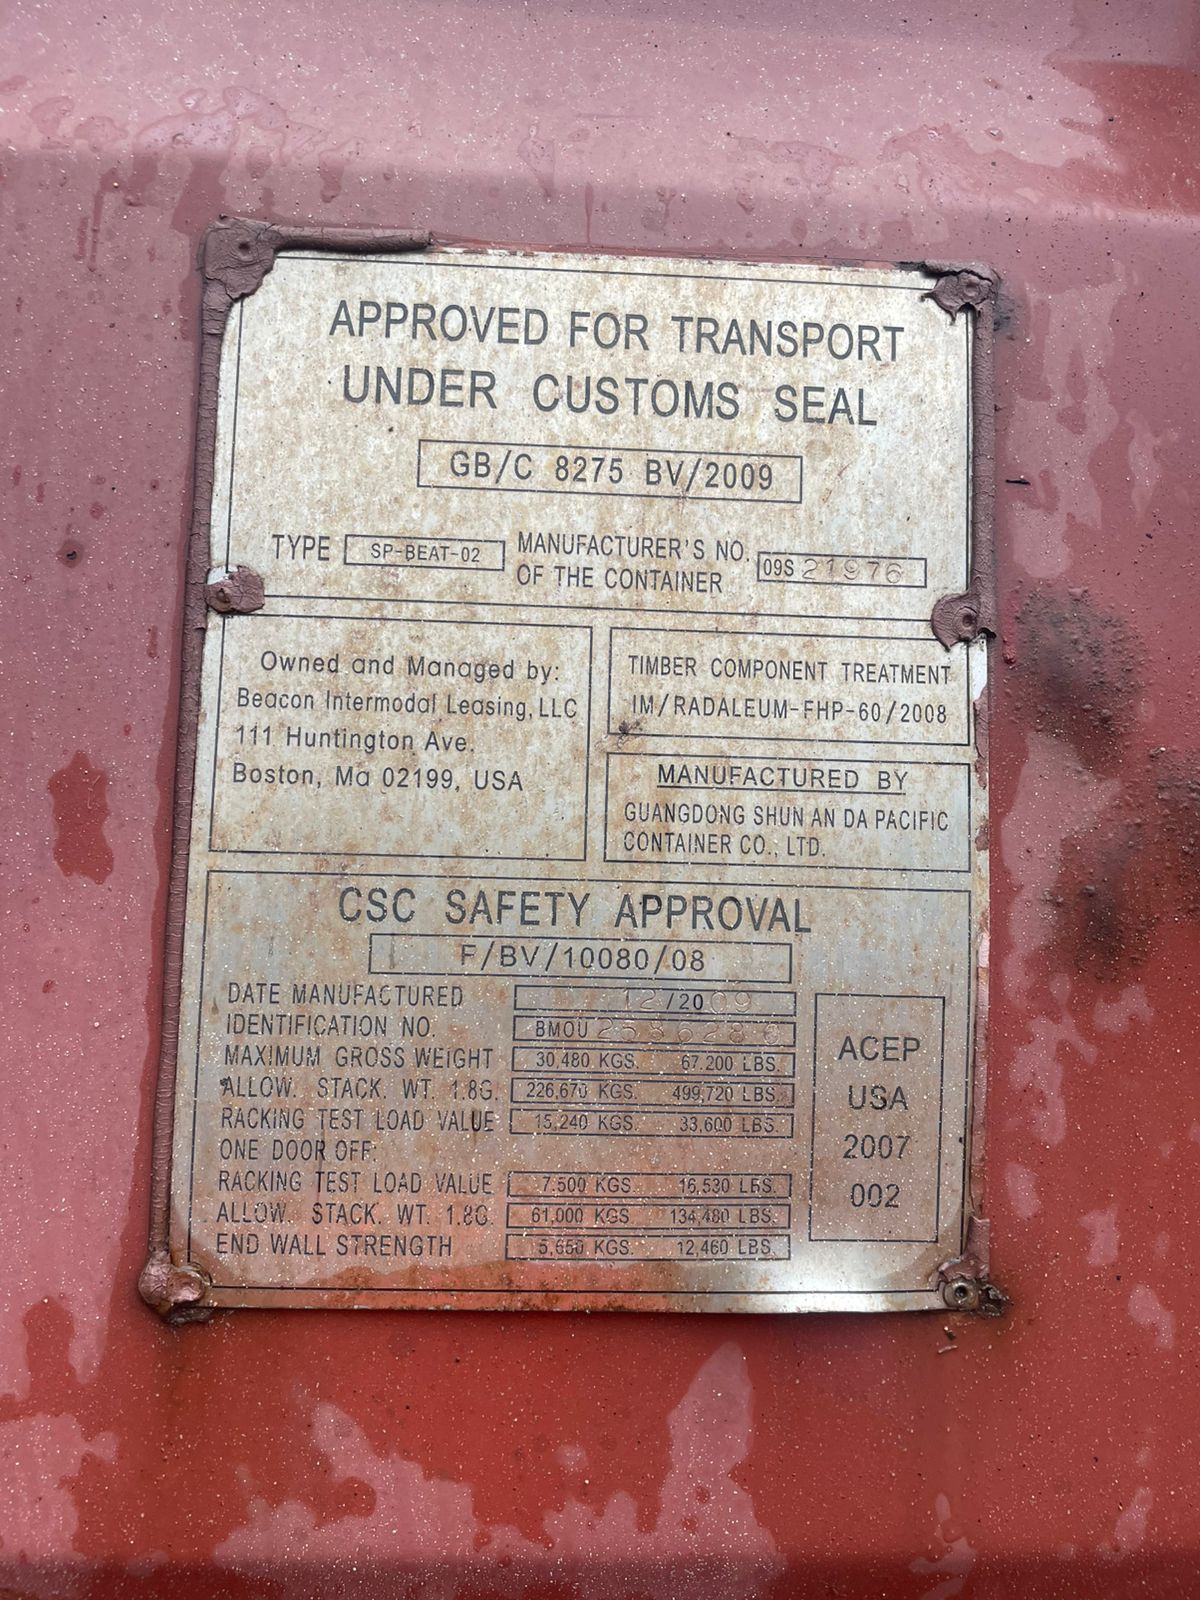 APPROVED FOR TRANSPORT
UNDER CUSTOMS SEAL
GB/C 8275 BV/2009
TYPE SP-BEAT-02
MANUFACTURER'S NO.
OF THE CONTAINER
09S 21976
Owned and Managed by:
Beacon Intermodal Leasing, LLC
111 Huntington Ave.
Boston, Ma 02199, USA
TIMBER COMPONENT TREATMENT
IM/RADALEUM-FHP-60/2008
MANUFACTURED BY
GUANGDONG SHUN AN DA PACIFIC
CONTAINER CO., LTD.
CSC SAFETY APPROVAL
F/BV/10080/08
DATE MANUFACTURED 12/2009
IDENTIFICATION NO. BMOU
MAXIMUM GROSS WEIGHT 30,480 KGS. 67.200 LBS.
ALLOW. STACK. WT. 1.8G. 226,670 KGS. 499,720 LBS.
RACKING TEST LOAD VALUE 15,240 KGS. 33,600 LBS.
ONE DOOR OFF:
RACKING TEST LOAD VALUE 7.500 KGS. 16,530 LBS.
ALLOW. STACK. WT. 1.8G. 61,000 KGS. 134,480 LBS.
END WALL STRENGTH 5,650 KGS. 12,460 LBS.
ACEP
USA
2007
002